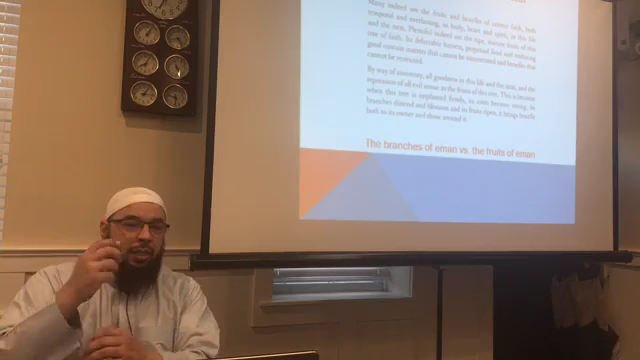 Many indeed are the fruits and benefits of correct faith, both
temporal and everlasting, in body, heart and spirit, in this life
and the next. Plentiful indeed are the ripe, mature fruits of this
tree of faith. Its delectable harvest, perpetual food and enduring
good contain matters that cannot be enumerated and benefits that
cannot be restricted.
By way of summary, all goodness in this life and the next, and the
repression of all evil ensue as the fruits of this tree. This is because
when this tree is implanted firmly, its roots become strong, its
branches distend and blossom and its fruits ripen, it brings benefit
both to its owner and those around it.
The branches of eman vs. the fruits of eman